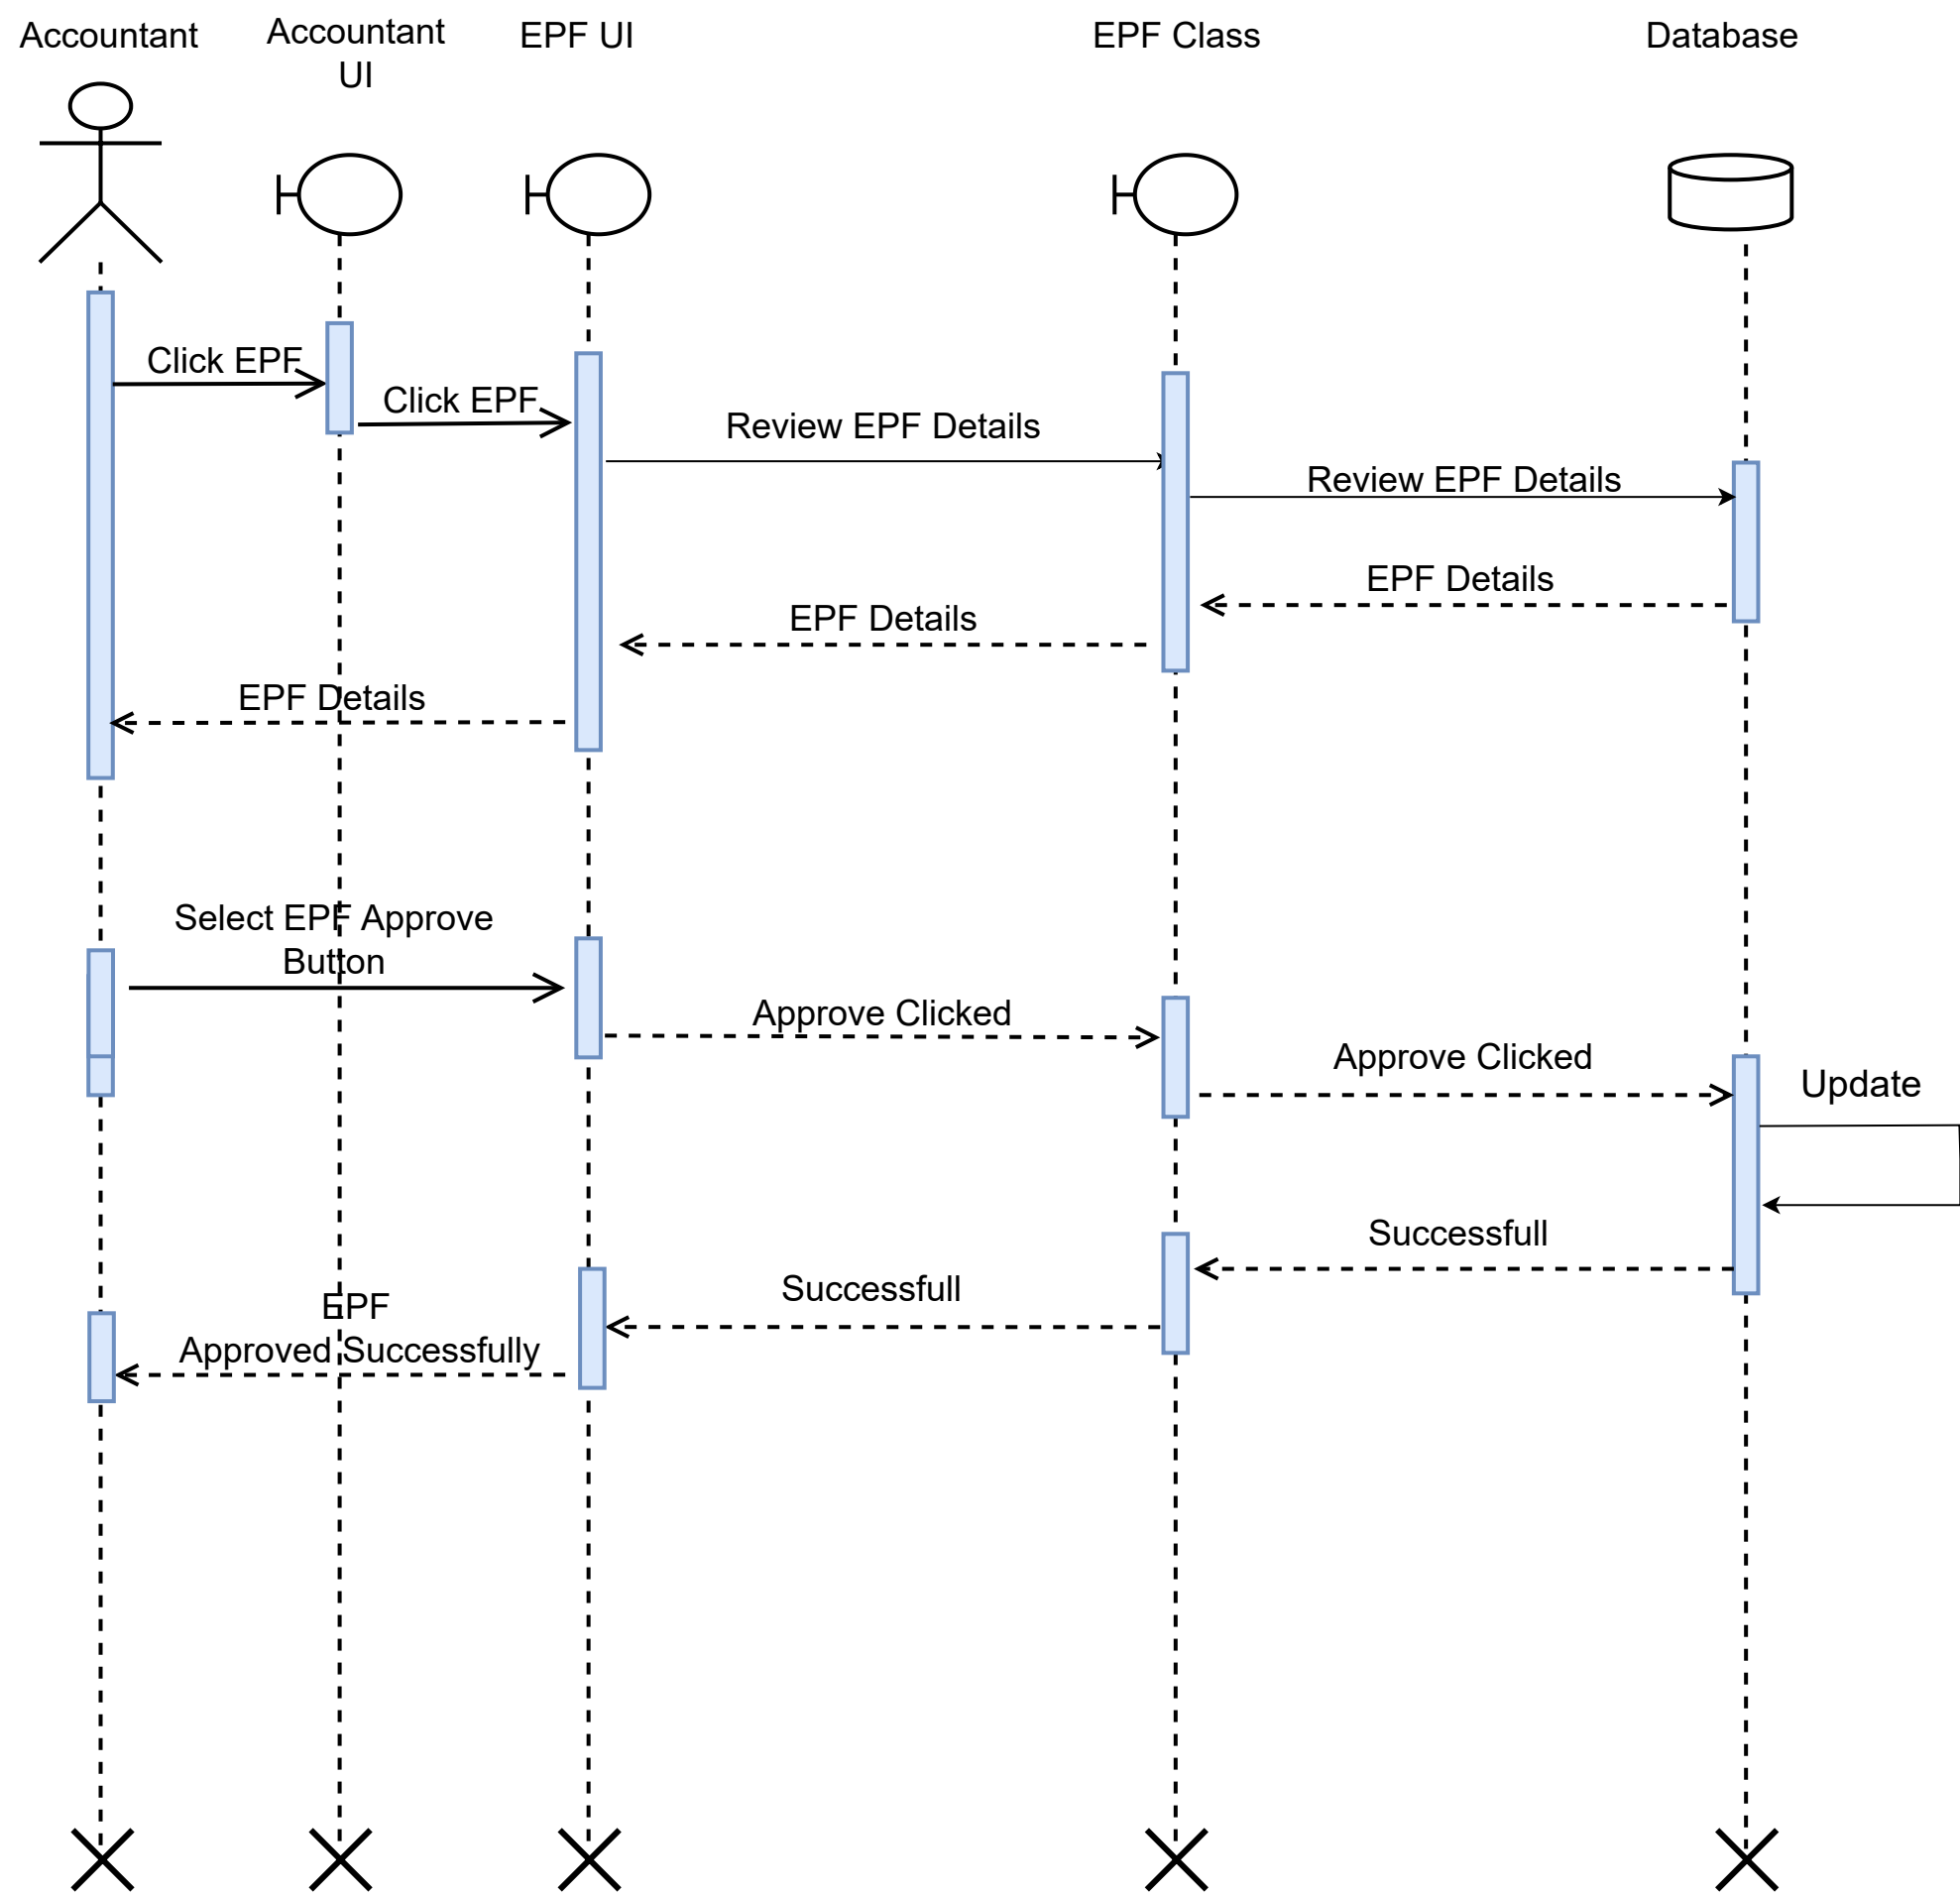 Accountant
Accountant
UI
EPF UI
EPF Class
Database
Click EPF
Click EPF
Review EPF Details
Review EPF Details
EPF Details
EPF Details
EPF Details
Select EPF Approve
Button
Approve Clicked
Approve Clicked
Update
Successfull
Successfull
EPF
Approved Successfully